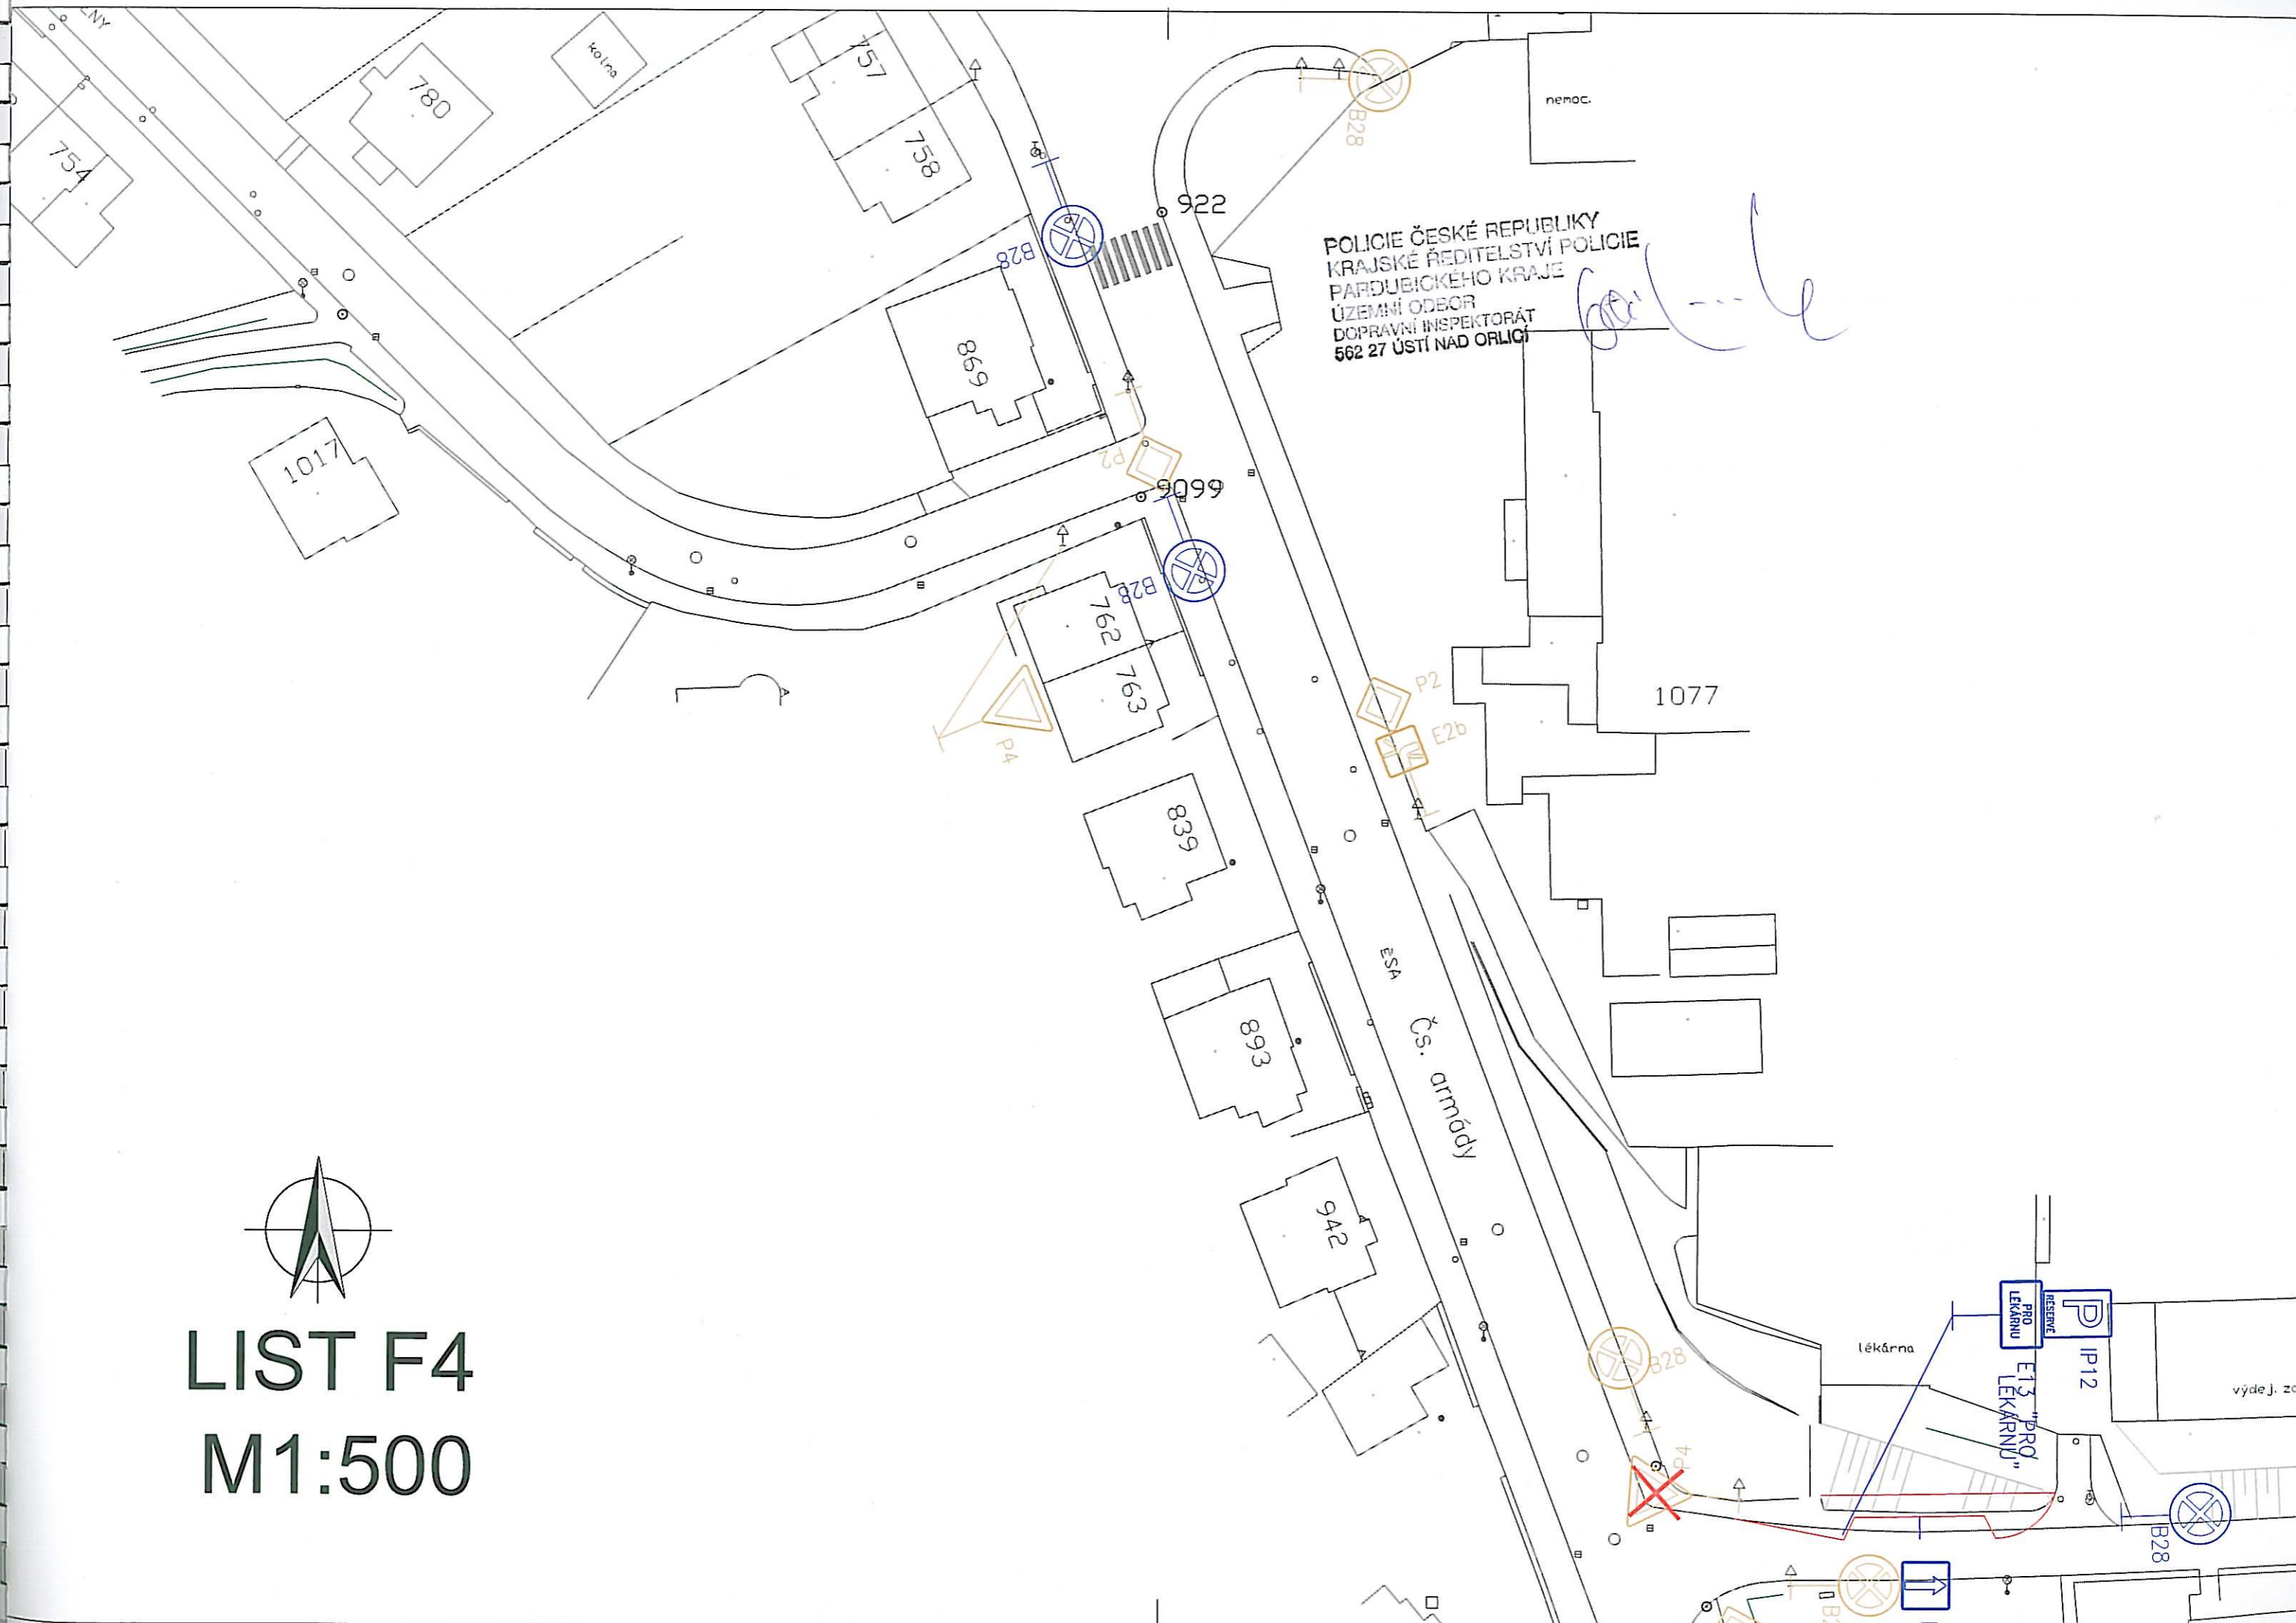 780
kolna
757
758
754
nemoc.
B28
922
B28
POLICIE ČESKÉ REPUBLIKY
KRAJSKÉ ŘEDITELSTVÍ POLICIE
PARDUBICKÉHO KRAJE
ÚZEMNÍ ODBOR
DOPRAVNÍ INSPEKTORÁT
562 27 ÚSTÍ NAD ORLICÍ
869
1017
P2
9099
B28
762
763
P2
E2b
1077
P4
839
ESA
Čs. armády
893
942
LIST F4
M1:500
B28
P4
lékárna
PRO
LÉKÁRNU
RESERVÉ
P
IP12
E13 "PRO
LÉKÁRNU"
výdej.
B28